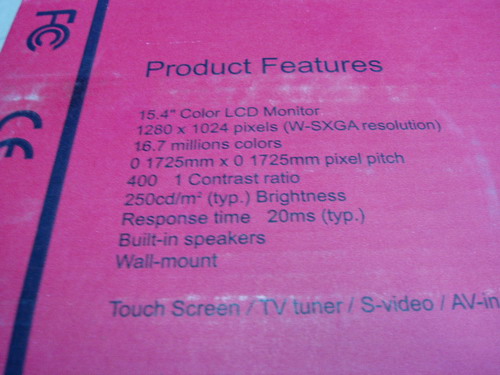 FC
CE
Product Features
15.4" Color LCD Monitor
1280 x 1024 pixels (W-SXGA resolution)
16.7 millions colors
0 1725mm x 0 1725mm pixel pitch
400 1 Contrast ratio
250cd/m² (typ.) Brightness
Response time 20ms (typ.)
Built-in speakers
Wall-mount
Touch Screen / TV tuner / S-video / AV-in